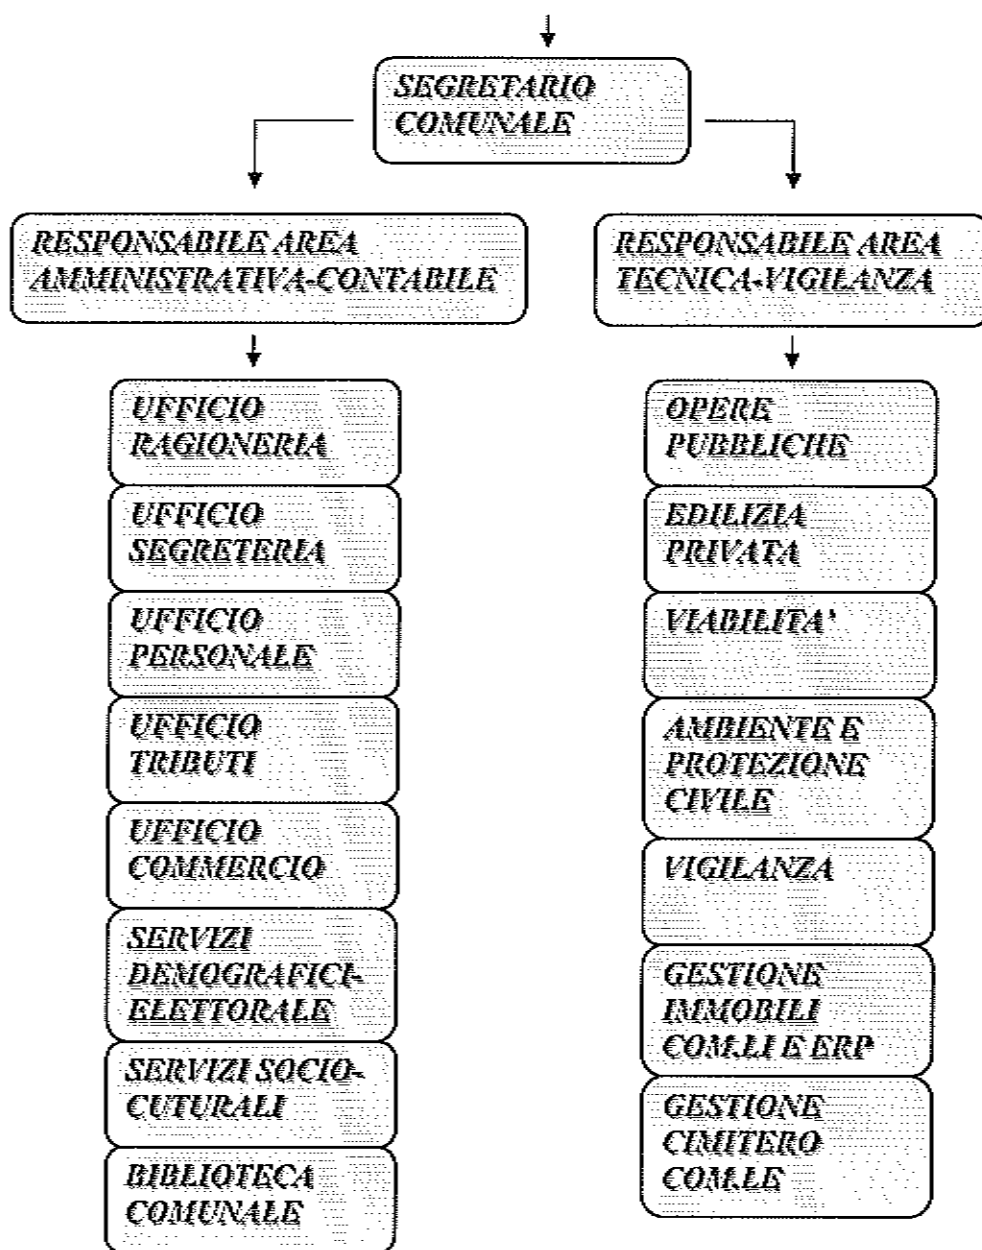 SEGRETARIO
COMUNALE
RESPONSABILE AREA
AMMINISTRATIVA-CONTABILE
RESPONSABILE AREA
TECNICA-VIGILANZA
UFFICIO
RAGIONERIA
UFFICIO
SEGRETERIA
UFFICIO
PERSONALE
UFFICIO
TRIBUTI
UFFICIO
COMMERCIO
SERVIZI
DEMOGRAFICI-
ELETTORALE
SERVIZI SOCIO-
CUTURALI
BIBLIOTECA
COMUNALE
OPERE
PUBBLICHE
EDILIZIA
PRIVATA
VIABILITA'
AMBIENTE E
PROTEZIONE
CIVILE
VIGILANZA
GESTIONE
IMMOBILI
COM.LI E ERP
GESTIONE
CIMITERO
COM.LE